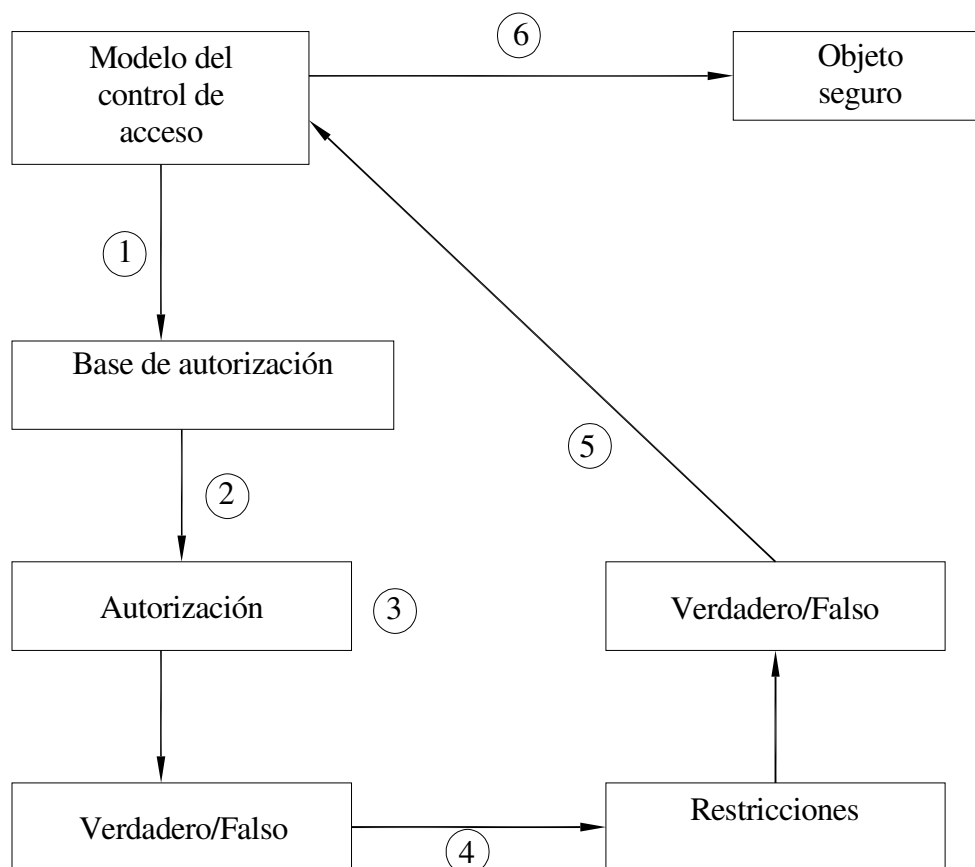 6
Modelo del
control de
acceso
Objeto
seguro
1
Base de autorización
5
2
Autorización
3
Verdadero/Falso
Verdadero/Falso
4
Restricciones